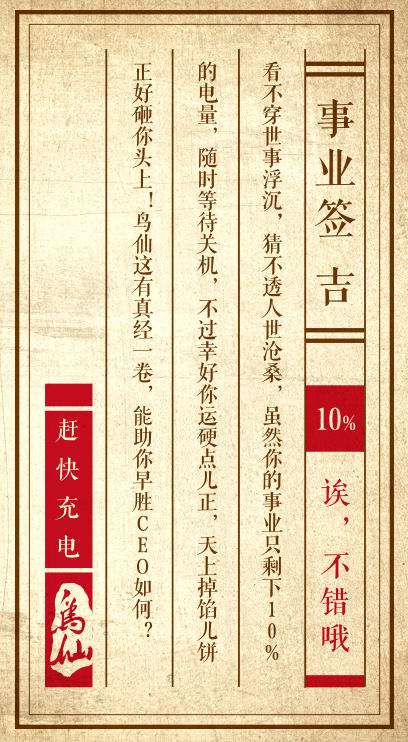 事业签 吉
10%
诶，不错哦
看不穿世事浮沉，猜不透人世沧桑，虽然你的事业只剩下10%
的电量，随时等待关机，不过幸好你运硬点儿正，天上掉馅儿饼
正好砸你头上！鸟仙这有真经一卷，能助你早胜CEO如何？
赶快充电
鸟仙